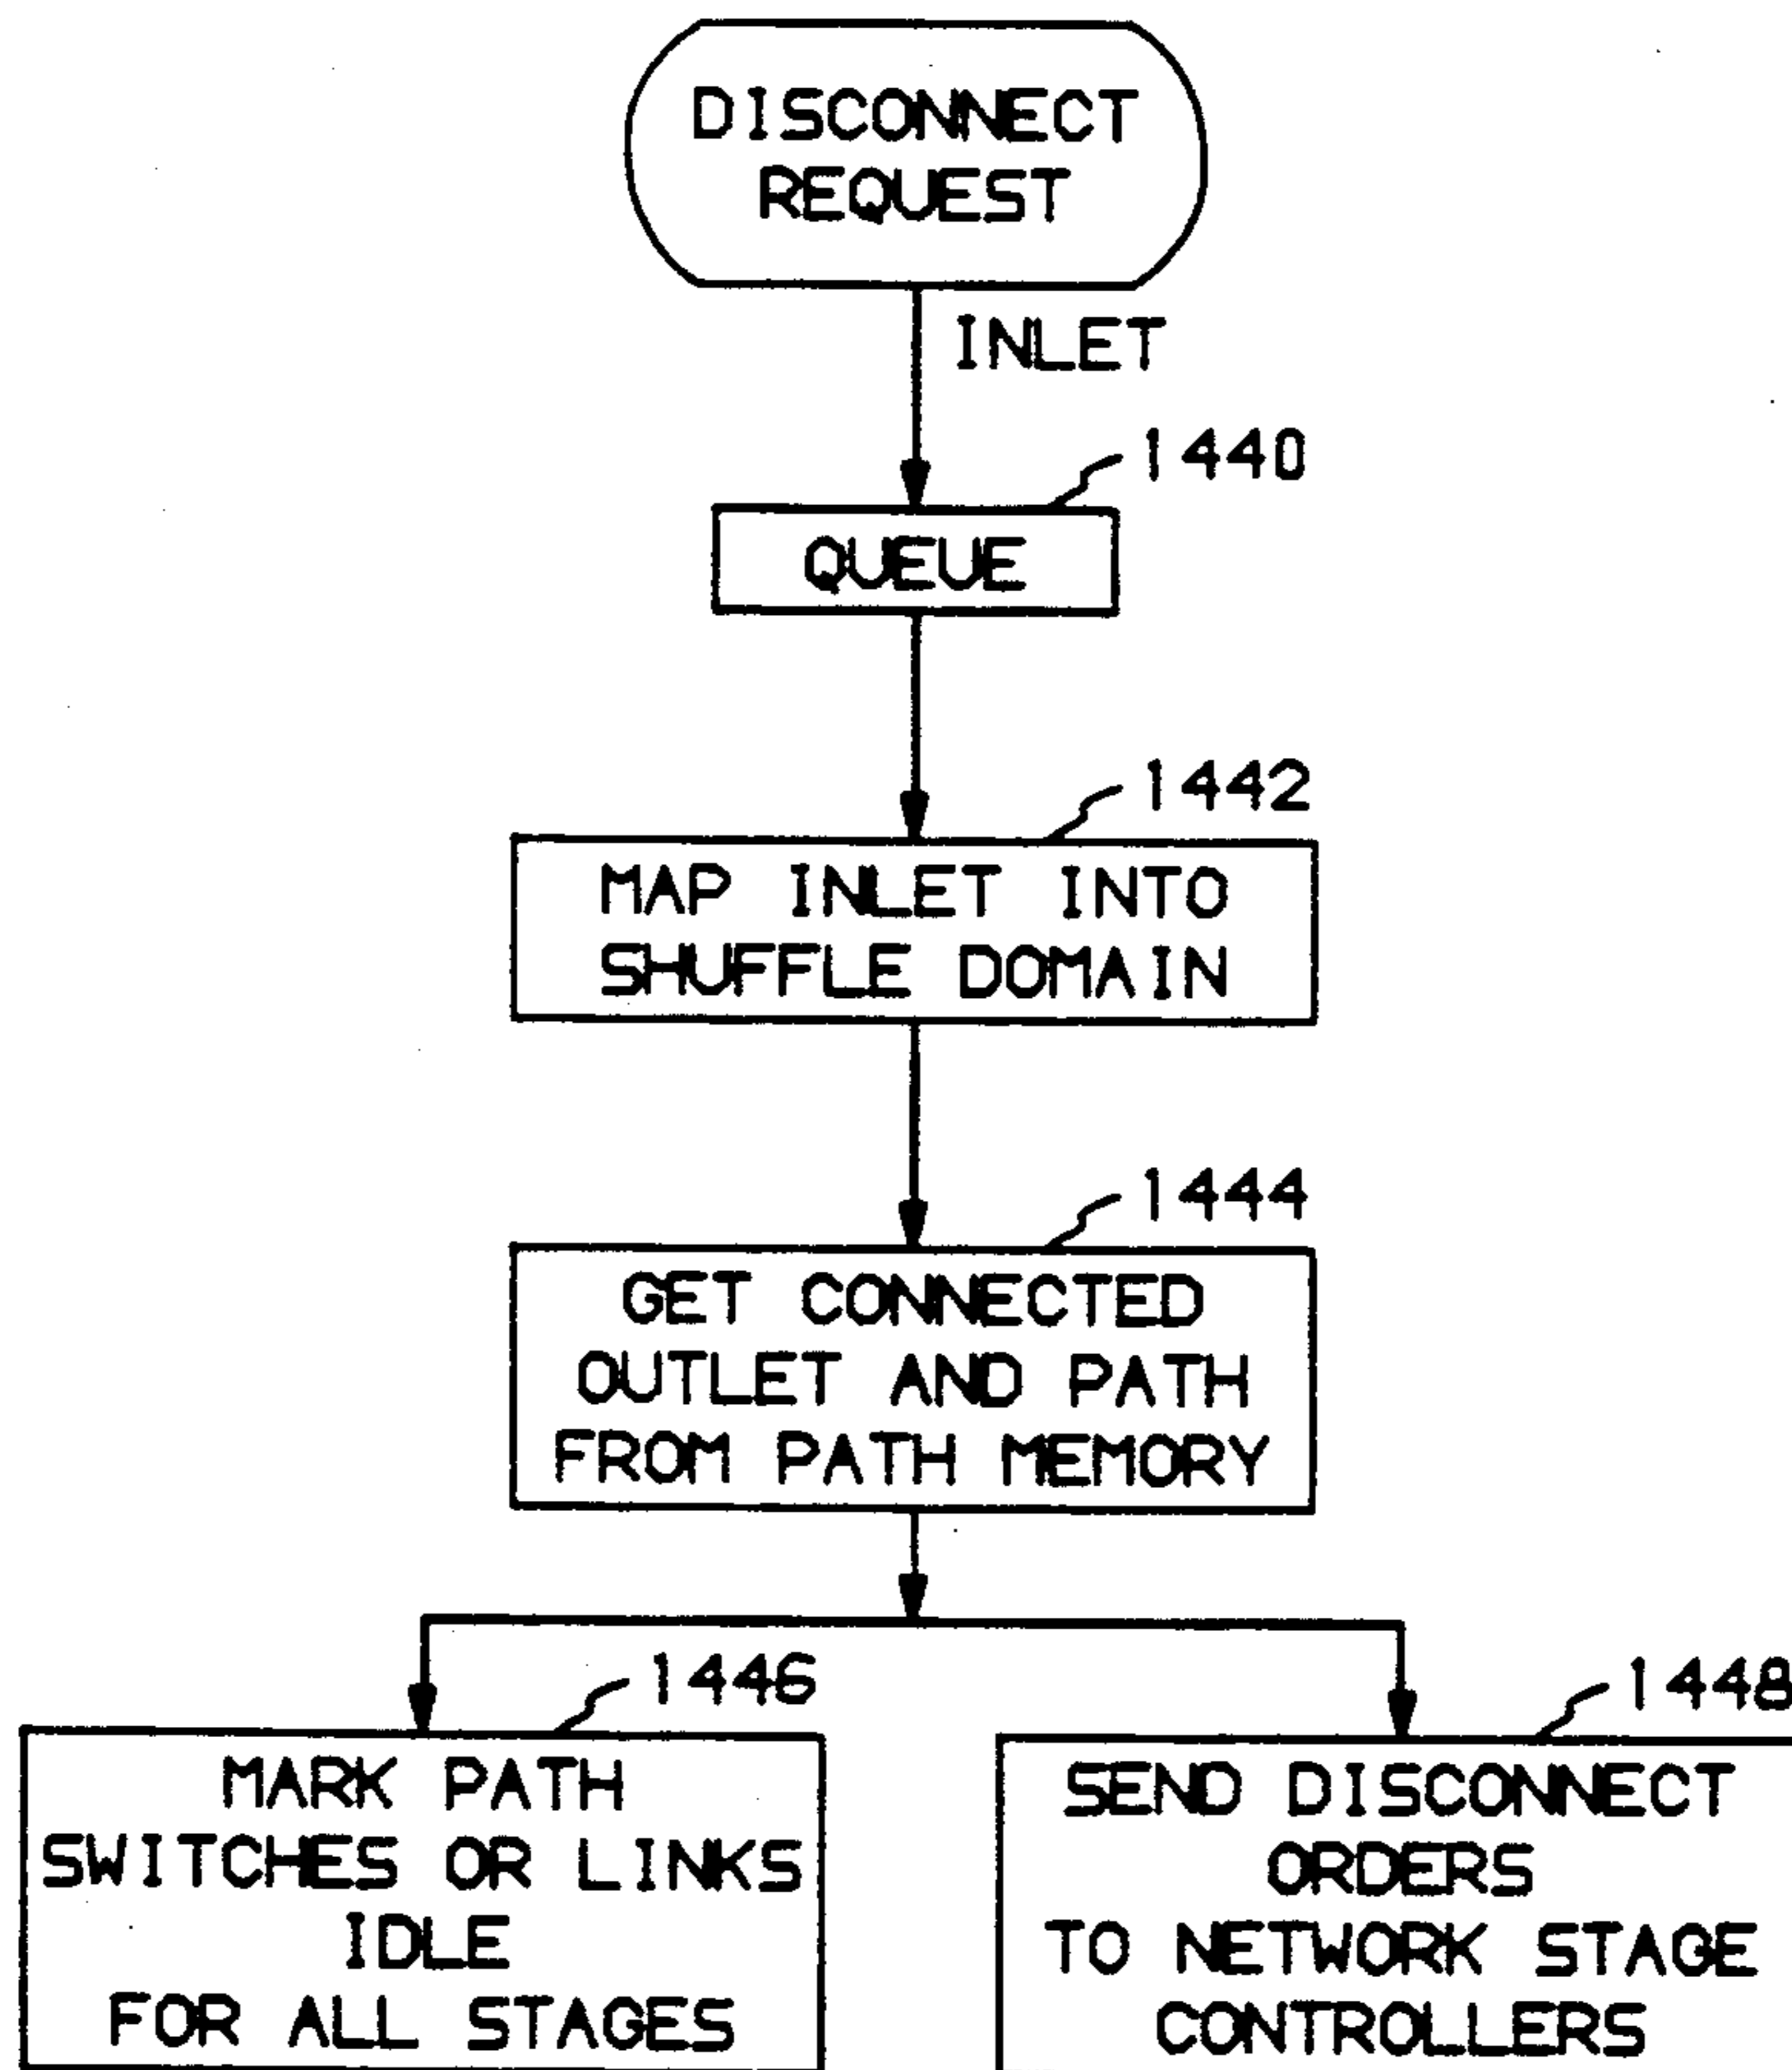 DISCONNECT
REQUEST
INLET
1440
QUEUE
1442
MAP INLET INTO
SHUFFLE DOMAIN
1444
GET CONNECTED
OUTLET AND PATH
FROM PATH MEMORY
1446
MARK PATH
SWITCHES OR LINKS
IDLE
FOR ALL STAGES
1448
SEND DISCONNECT
ORDERS
TO NETWORK STAGE
CONTROLLERS